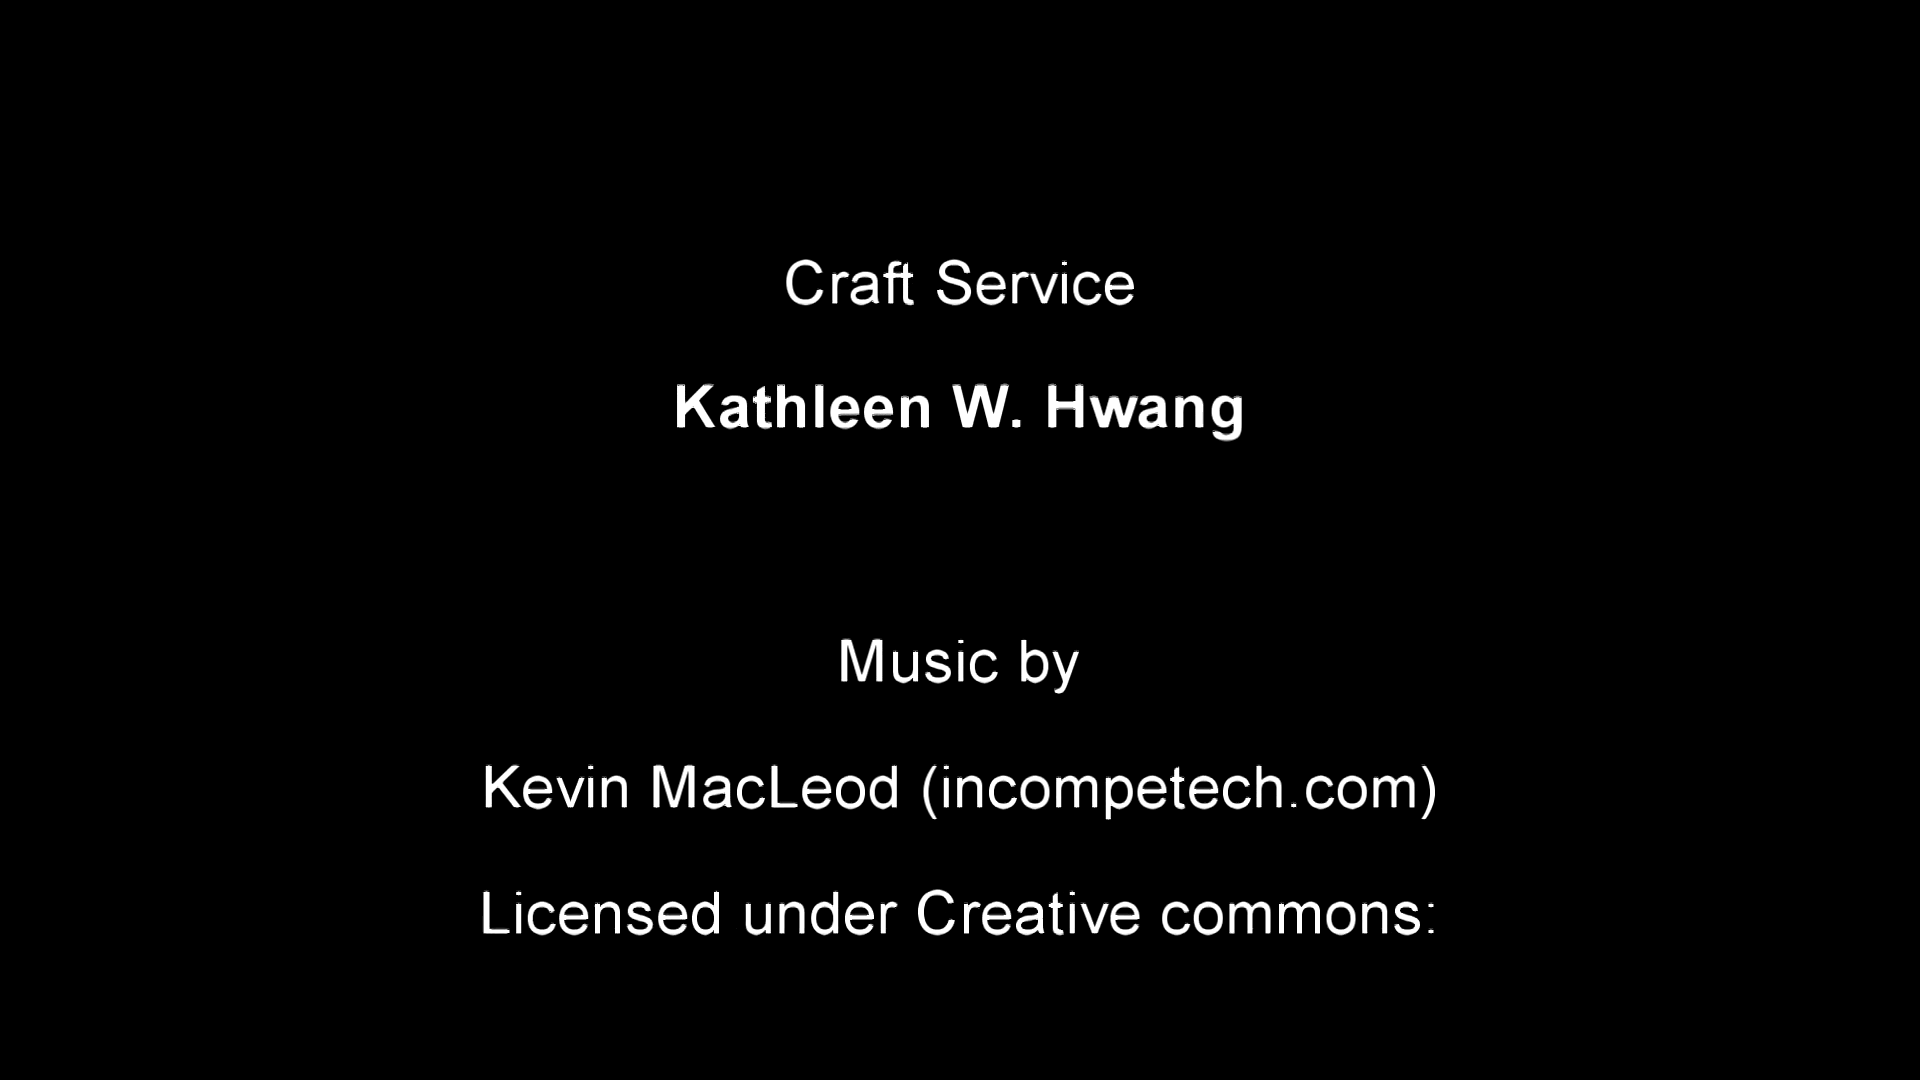 Craft Service
Kathleen W. Hwang
Music by
Kevin MacLeod (incompetech.com)
Licensed under Creative commons: